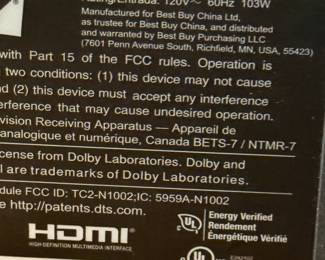 Rating/Entrada: 120V~ 60Hz 103W
Manufactured for Best Buy China Ltd,
as trustee for Best Buy China, and distributed
and warranted by Best Buy Purchasing LLC
(7601 Penn Avenue South, Richfield, MN, USA, 55423)
with Part 15 of the FCC rules. Operation is
two conditions: (1) this device may not cause
d (2) this device must accept any interference
erference that may cause undesired operation.
vision Receiving Apparatus — Appareil de
analogique et numérique, Canada BETS-7 / NTMR-7
cense from Dolby Laboratories. Dolby and
l are trademarks of Dolby Laboratories.
dule FCC ID: TC2-N1002;IC: 5959A-N1002
e http://patents.dts.com.
HDMI
HIGH-DEFINITION MULTIMEDIA INTERFACE
UL
Energy Verified
Rendement
Énergétique Vérifié
UL